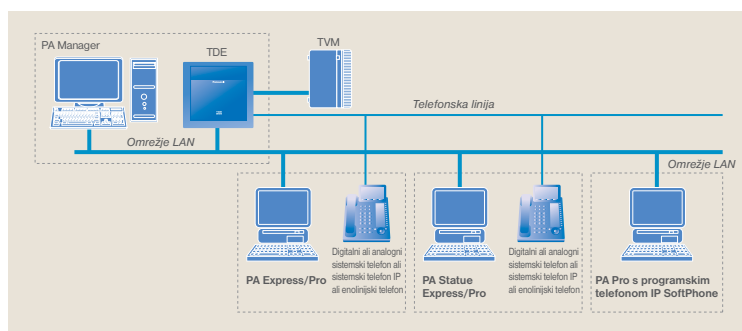 PA Manager
TDE
TVM
Telefonska linija
Omrežje LAN
Omrežje LAN
PA Express/Pro
Digitalni ali analogni
sistemski telefon ali
sistemski telefon IP
ali enolinijski telefon
PA Statue
Express/Pro
Digitalni ali analogni
sistemski telefon ali
sistemski telefon IP
ali enolinijski telefon
PA Pro s programskim
telefonom IP SoftPhone